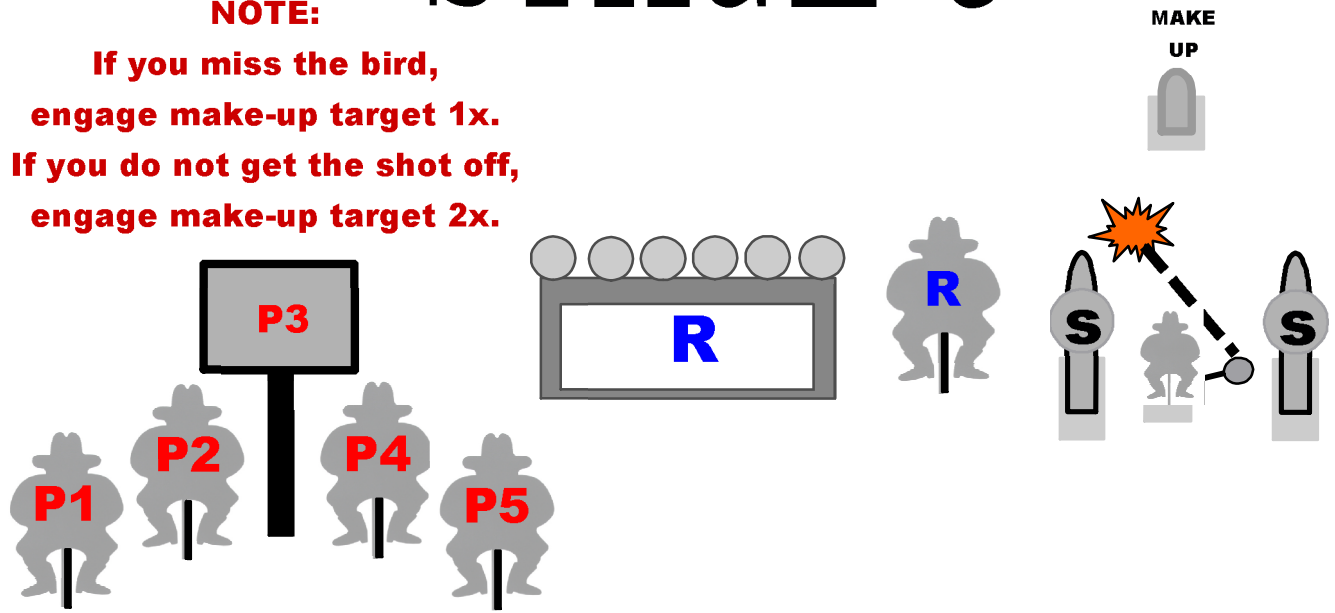 NOTE:
If you miss the bird,
engage make-up target 1x.
If you do not get the shot off,
engage make-up target 2x.
MAKE
UP
P3
R
R
S
S
P2
P4
P1
P5